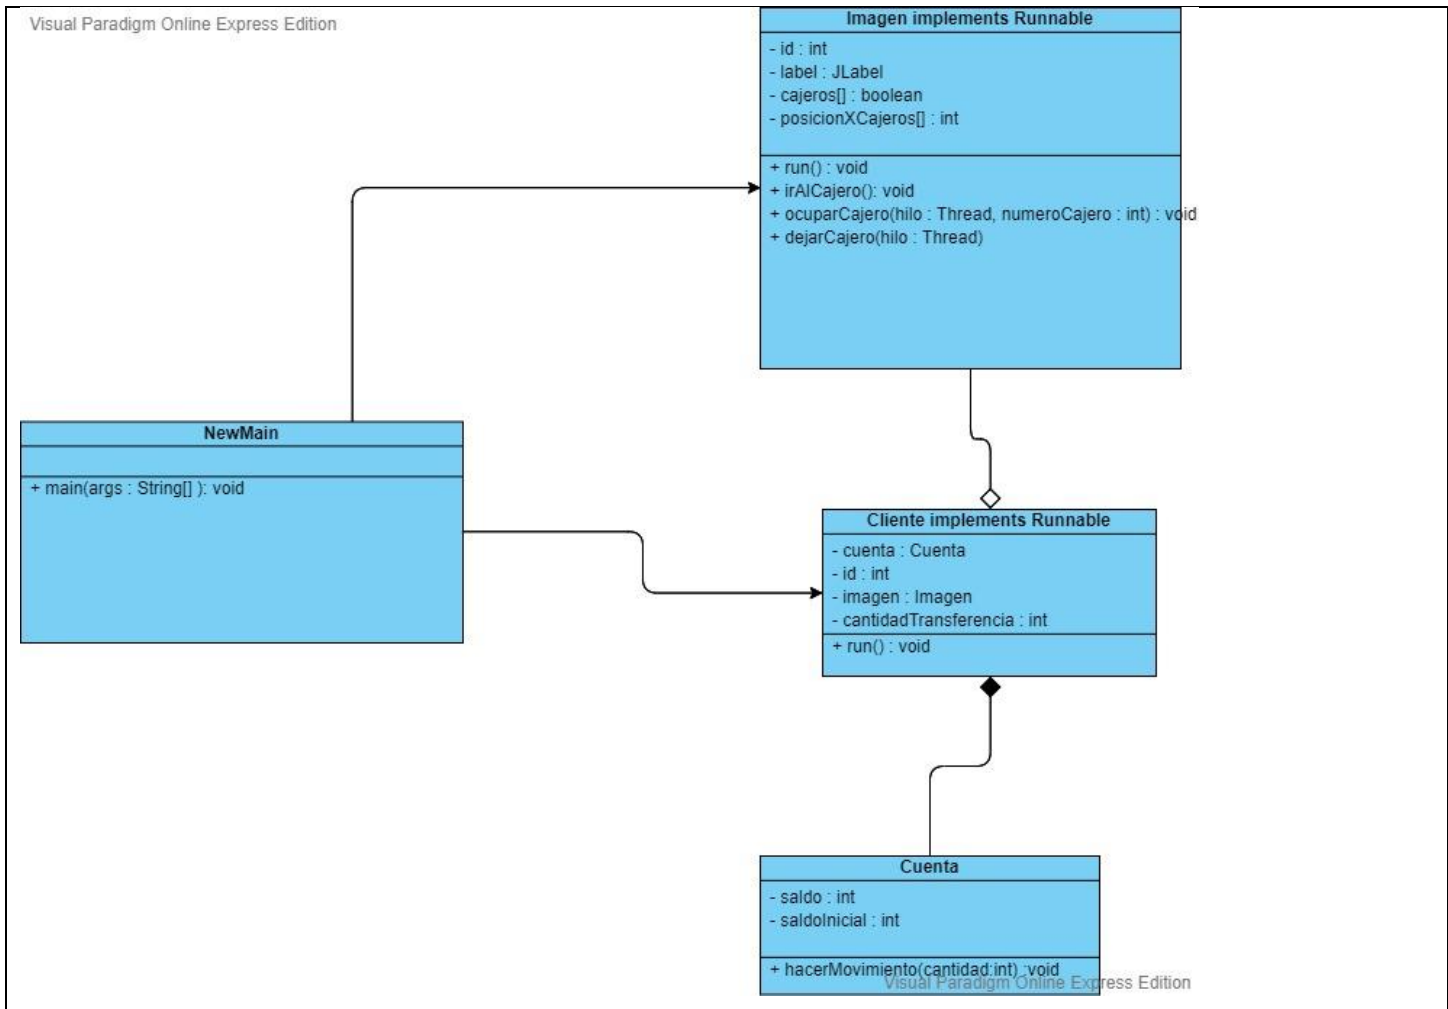 Visual Paradigm Online Express Edition
Imagen implements Runnable
- id : int
- label : JLabel
- cajeros[] : boolean
- posicionXCajeros[] : int
+ run() : void
+ irAlCajero(): void
+ ocuparCajero(hilo : Thread, numeroCajero : int) : void
+ dejarCajero(hilo : Thread)
NewMain
+ main(args : String[] ): void
Cliente implements Runnable
- cuenta : Cuenta
- id : int
- imagen : Imagen
- cantidadTransferencia : int
+ run() : void
Cuenta
- saldo : int
- saldoInicial : int
+ hacerMovimiento(cantidad:int) :void
Visual Paradigm Online Express Edition